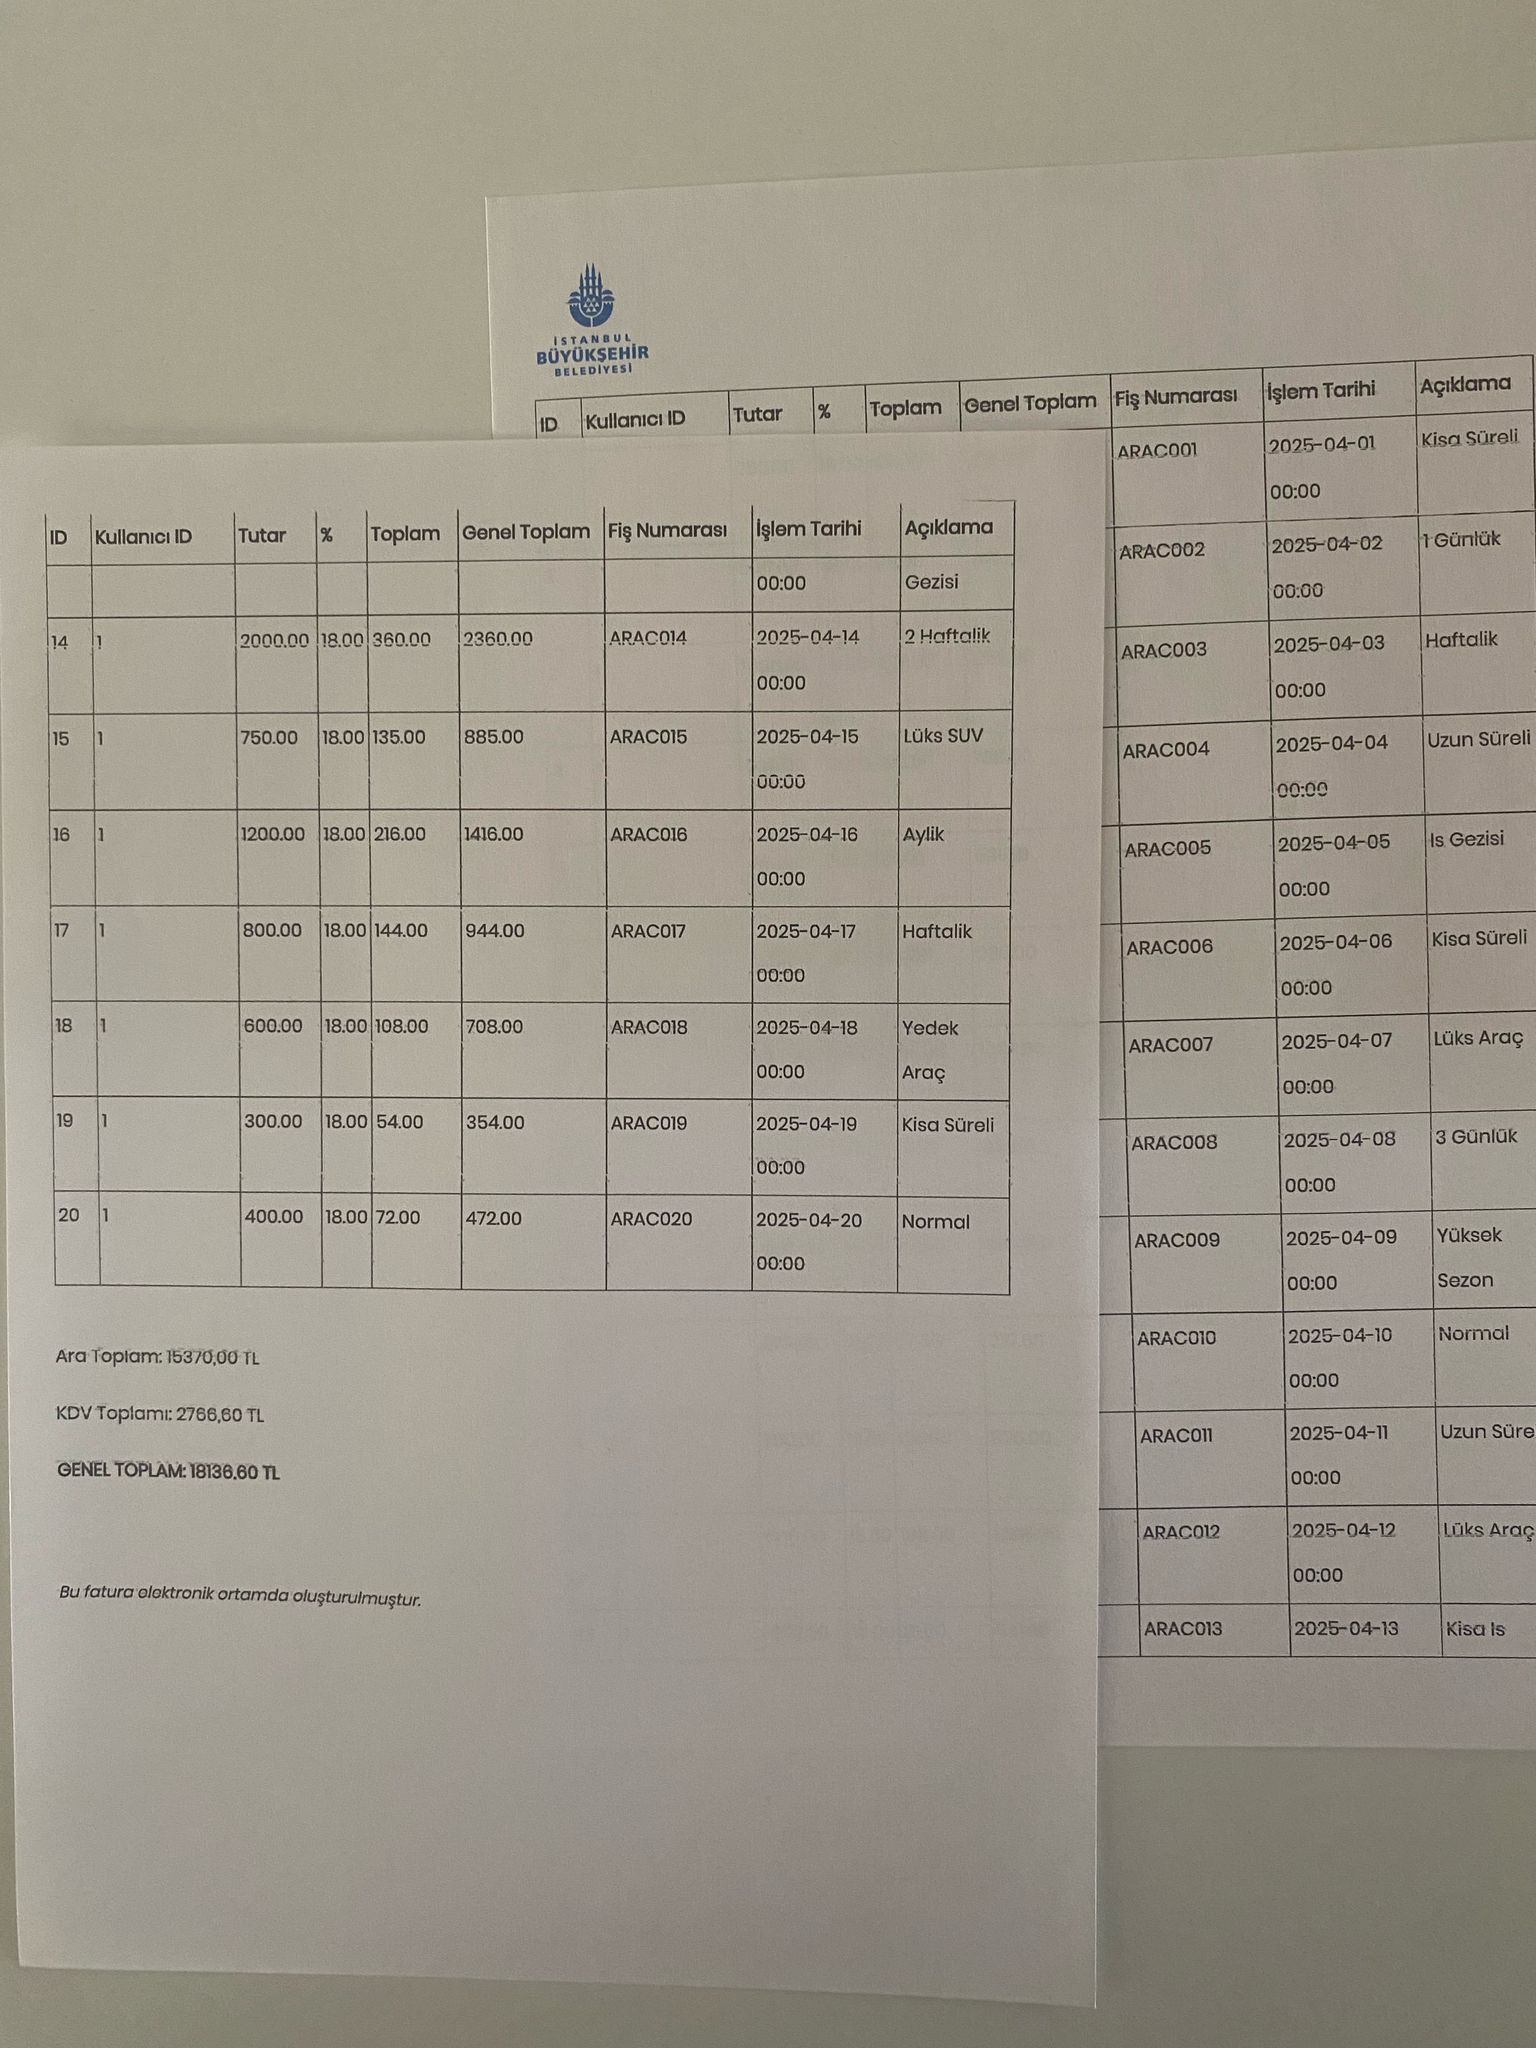 İSTANBUL
BÜYÜKŞEHİR
BELEDİYESİ
ID Kullanıcı ID Tutar % Toplam Genel Toplam Fiş Numarası İşlem Tarihi Açıklama
ARAC001 2025-04-01 Kisa Süreli
00:00
ARAC002 2025-04-02 1 Günlük
00:00
ARAC003 2025-04-03 Haftalik
00:00
ARAC004 2025-04-04 Uzun Süreli
00:00
ARAC005 2025-04-05 Is Gezisi
00:00
ARAC006 2025-04-06 Kisa Süreli
00:00
ARAC007 2025-04-07 Lüks Araç
00:00
ARAC008 2025-04-08 3 Günlük
00:00
ARAC009 2025-04-09 Yüksek
00:00 Sezon
ARAC010 2025-04-10 Normal
00:00
ARAC011 2025-04-11 Uzun Süre
00:00
ARAC012 2025-04-12 Lüks Araç
00:00
ARAC013 2025-04-13 Kisa Is
ID Kullanıcı ID Tutar % Toplam Genel Toplam Fiş Numarası İşlem Tarihi Açıklama
00:00 Gezisi
14 1 2000.00 18.00 360.00 2360.00 ARAC014 2025-04-14 2 Haftalik
00:00
15 1 750.00 18.00 135.00 885.00 ARAC015 2025-04-15 Lüks SUV
00:00
16 1 1200.00 18.00 216.00 1416.00 ARAC016 2025-04-16 Aylik
00:00
17 1 800.00 18.00 144.00 944.00 ARAC017 2025-04-17 Haftalik
00:00
18 1 600.00 18.00 108.00 708.00 ARAC018 2025-04-18 Yedek
00:00 Araç
19 1 300.00 18.00 54.00 354.00 ARAC019 2025-04-19 Kisa Süreli
00:00
20 1 400.00 18.00 72.00 472.00 ARAC020 2025-04-20 Normal
00:00
Ara Toplam: 15370,00 TL
KDV Toplamı: 2766,60 TL
GENEL TOPLAM: 18136,60 TL
Bu fatura elektronik ortamda oluşturulmuştur.